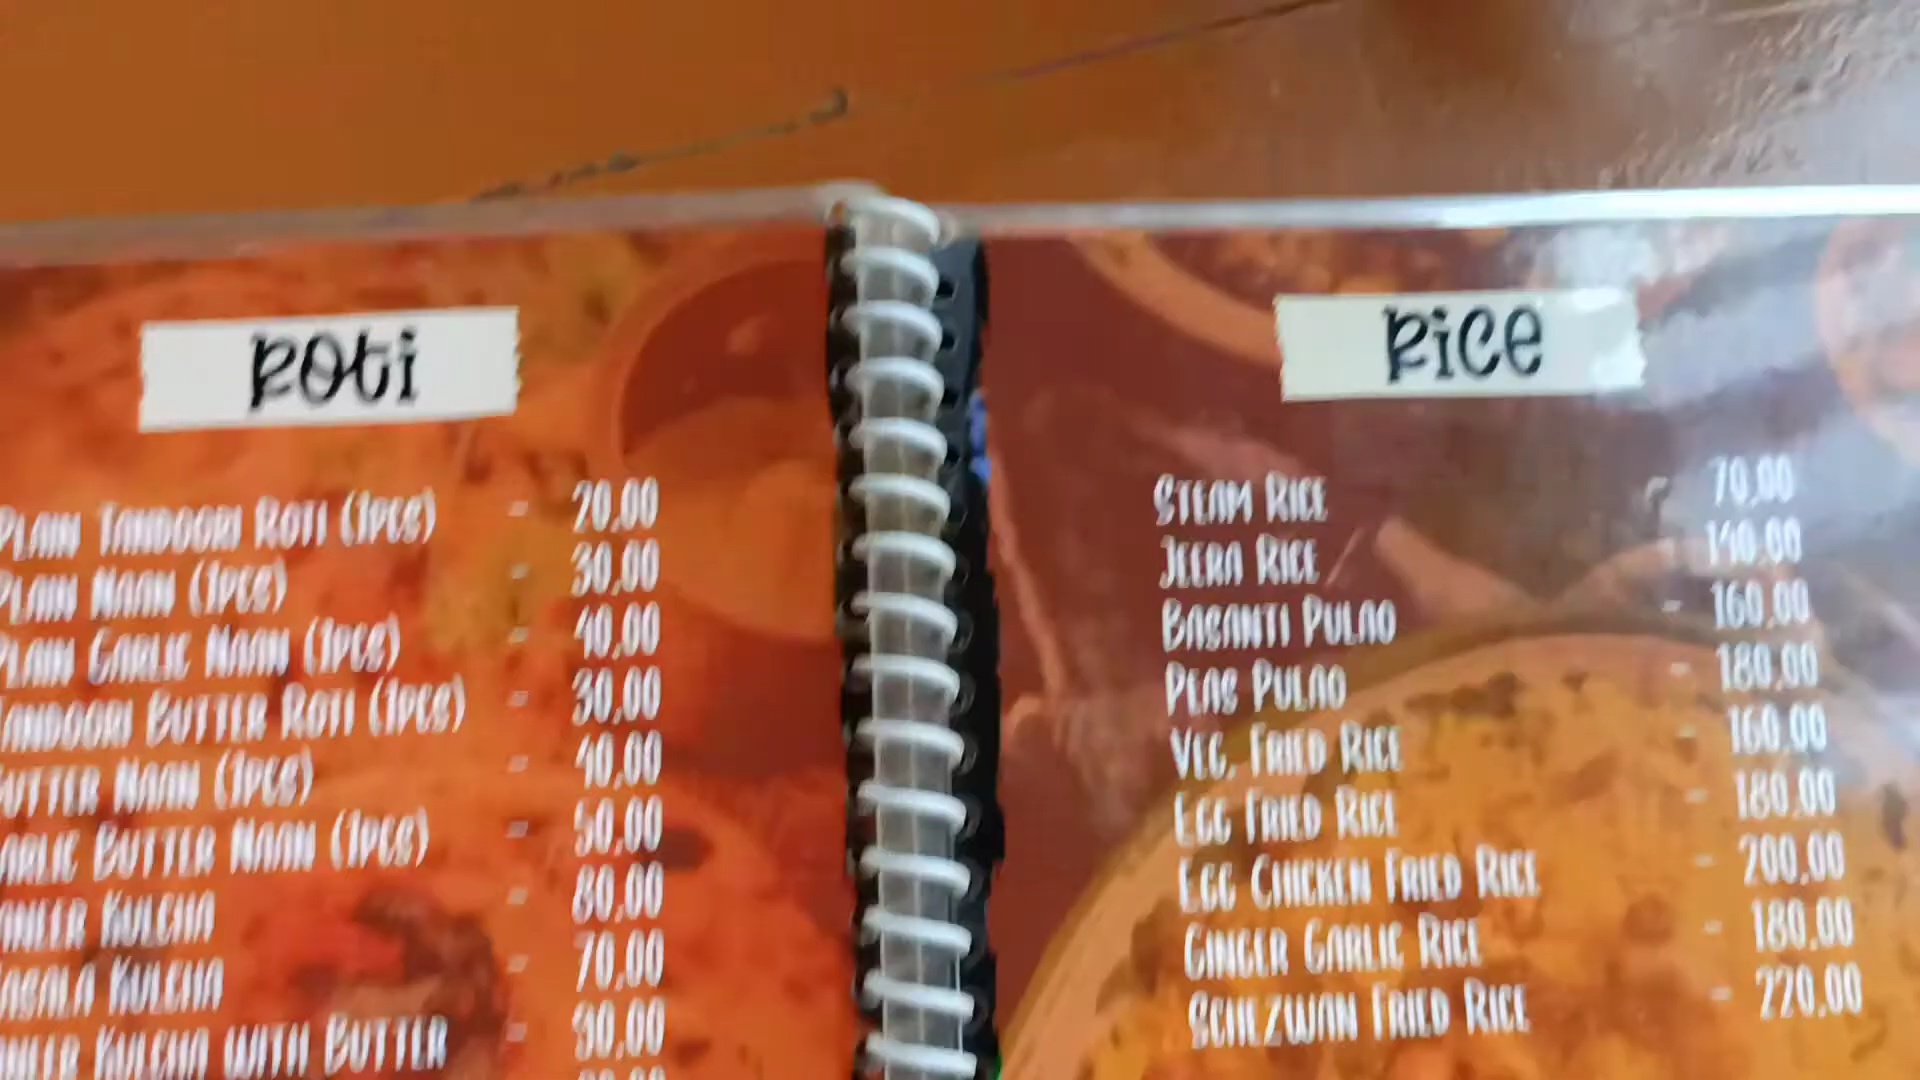 Roti
PLAIN TANDOORI ROTI (1PCS) - 20.00
PLAIN NAAN (1PCS) - 30.00
PLAIN GARLIC NAAN (1PCS) - 40.00
TANDOORI BUTTER ROTI (1PCS) - 30.00
BUTTER NAAN (1PCS) - 40.00
GARLIC BUTTER NAAN (1PCS) - 50.00
KULCHA - 80.00
KULCHA - 70.00
KULCHA WITH BUTTER - 90.00
Rice
STEAM RICE - 70.00
JEERA RICE - 140.00
BASANTI PULAO - 160.00
PEAS PULAO - 180.00
VEG. FRIED RICE - 160.00
EGG FRIED RICE - 180.00
EGG CHICKEN FRIED RICE - 200.00
GINGER GARLIC RICE - 180.00
SCHEZWAN FRIED RICE - 220.00